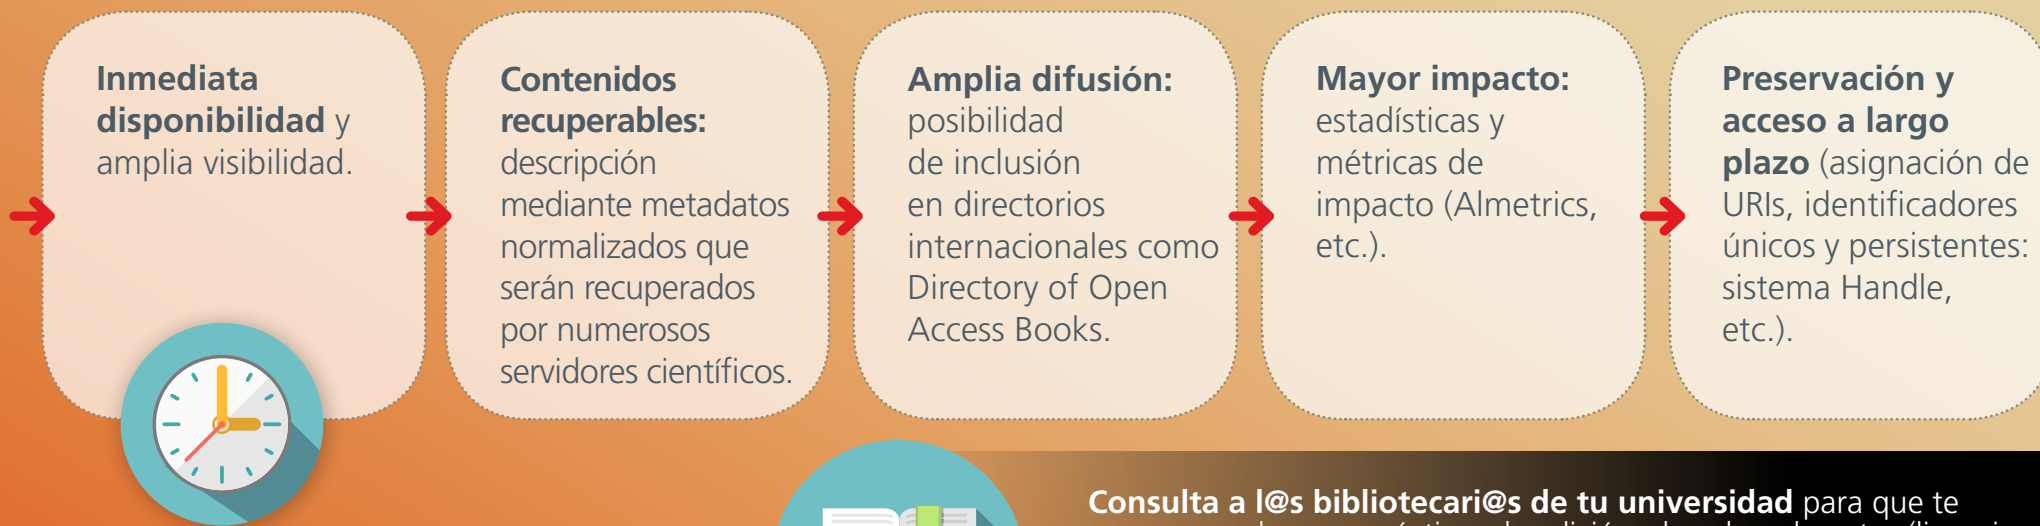 Inmediata
disponibilidad y
amplia visibilidad.
Contenidos
recuperables:
descripción
mediante metadatos
normalizados que
serán recuperados
por numerosos
servidores científicos.
Amplia difusión:
posibilidad
de inclusión
en directorios
internacionales como
Directory of Open
Access Books.
Mayor impacto:
estadísticas y
métricas de
impacto (Almetrics,
etc.).
Preservación y
acceso a largo
plazo (asignación de
URIs, identificadores
únicos y persistentes:
sistema Handle,
etc.).
Consulta a l@s bibliotecari@s de tu universidad para que te